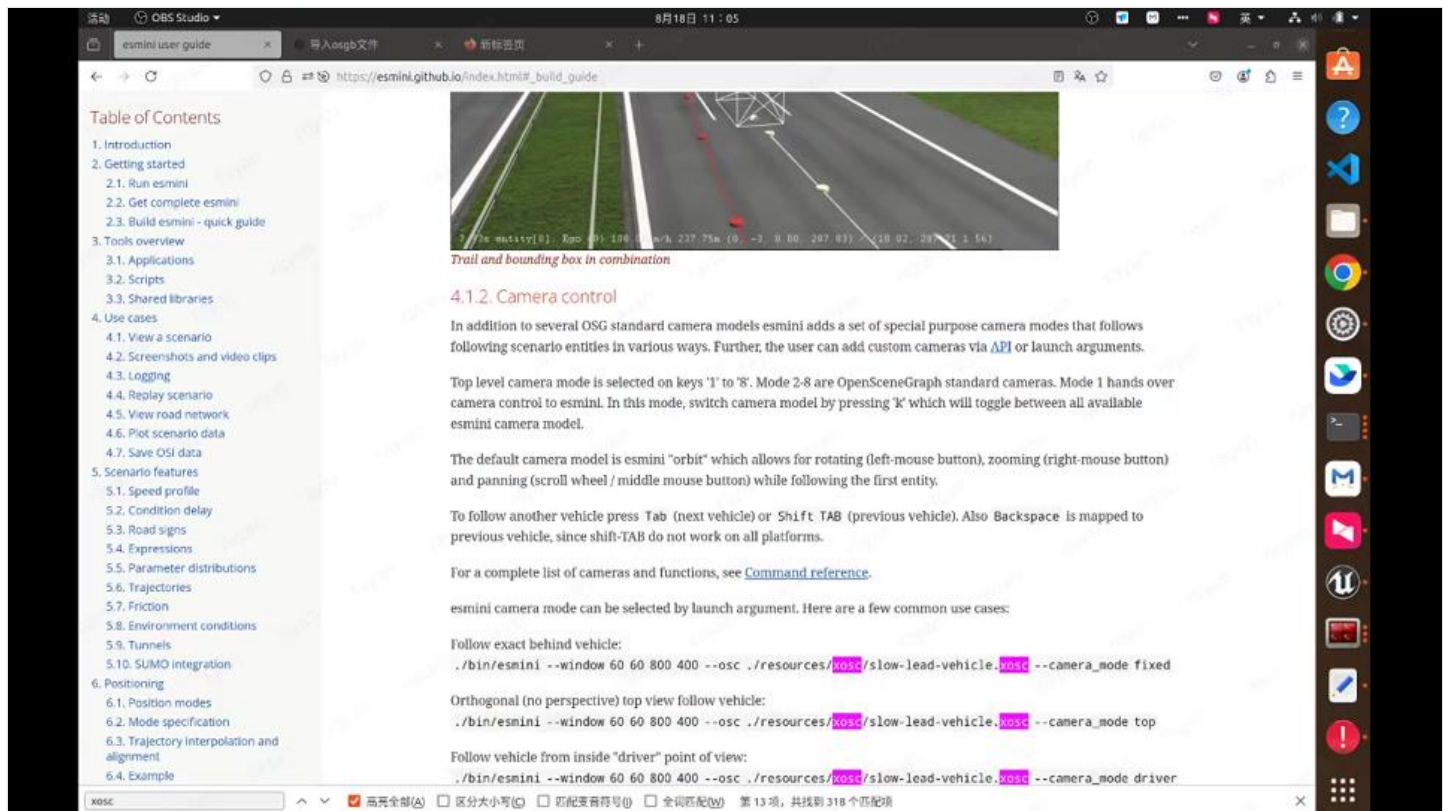 活动
OBS Studio
8月18日 11：05
英
esmini user guide
导入osgb文件
新标签页
https://esmini.github.io/index.html#_build_guide
Table of Contents
1. Introduction
2. Getting started
2.1. Run esmini
2.2. Get complete esmini
2.3. Build esmini - quick guide
3. Tools overview
3.1. Applications
3.2. Scripts
3.3. Shared libraries
4. Use cases
4.1. View a scenario
4.2. Screenshots and video clips
4.3. Logging
4.4. Replay scenario
4.5. View road network
4.6. Plot scenario data
4.7. Save OSI data
5. Scenario features
5.1. Speed profile
5.2. Condition delay
5.3. Road signs
5.4. Expressions
5.5. Parameter distributions
5.6. Trajectories
5.7. Friction
5.8. Environment conditions
5.9. Tunnels
5.10. SUMO integration
6. Positioning
6.1. Position modes
6.2. Mode specification
6.3. Trajectory interpolation and
alignment
6.4. Example
entity[0]: Ego
Trail and bounding box in combination
4.1.2. Camera control
In addition to several OSG standard camera models esmini adds a set of special purpose camera modes that follows
following scenario entities in various ways. Further, the user can add custom cameras via API or launch arguments.
Top level camera mode is selected on keys '1' to '8'. Mode 2-8 are OpenSceneGraph standard cameras. Mode 1 hands over
camera control to esmini. In this mode, switch camera model by pressing 'k' which will toggle between all available
esmini camera model.
The default camera model is esmini "orbit" which allows for rotating (left-mouse button), zooming (right-mouse button)
and panning (scroll wheel / middle mouse button) while following the first entity.
To follow another vehicle press Tab (next vehicle) or Shift TAB (previous vehicle). Also Backspace is mapped to
previous vehicle, since shift-TAB do not work on all platforms.
For a complete list of cameras and functions, see Command reference.
esmini camera mode can be selected by launch argument. Here are a few common use cases:
Follow exact behind vehicle:
./bin/esmini --window 60 60 800 400 --osc ./resources/xosc/slow-lead-vehicle.xosc --camera_mode fixed
Orthogonal (no perspective) top view follow vehicle:
./bin/esmini --window 60 60 800 400 --osc ./resources/xosc/slow-lead-vehicle.xosc --camera_mode top
Follow vehicle from inside "driver" point of view:
./bin/esmini --window 60 60 800 400 --osc ./resources/xosc/slow-lead-vehicle.xosc --camera_mode driver
xosc
高亮全部(A) 区分大小写(C) 匹配变音符号(I) 全词匹配(W) 第 13 项，共找到 318 个匹配项